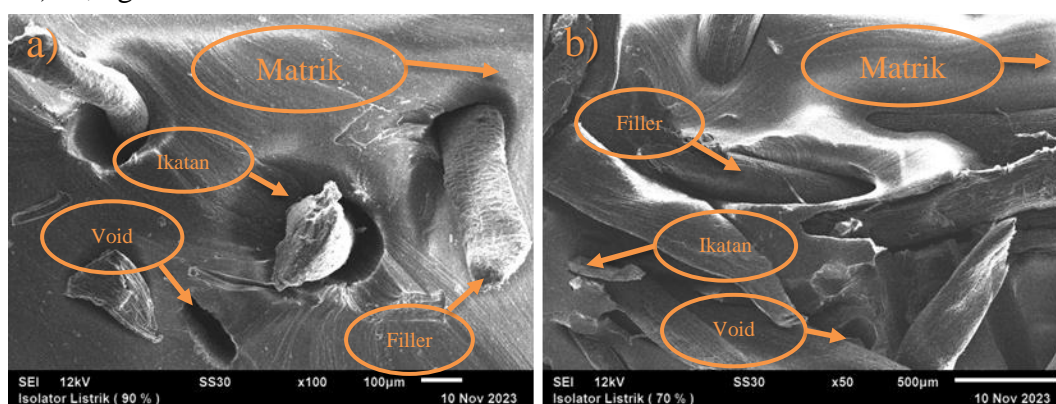 a)
Matrik
Ikatan
Void
Filler
SEI 12kV SS30 x100 100µm
Isolator Listrik ( 90 % ) 10 Nov 2023
b)
Matrik
Filler
Ikatan
Void
SEI 12kV SS30 x50 500µm
Isolator Listrik ( 70 % ) 10 Nov 2023